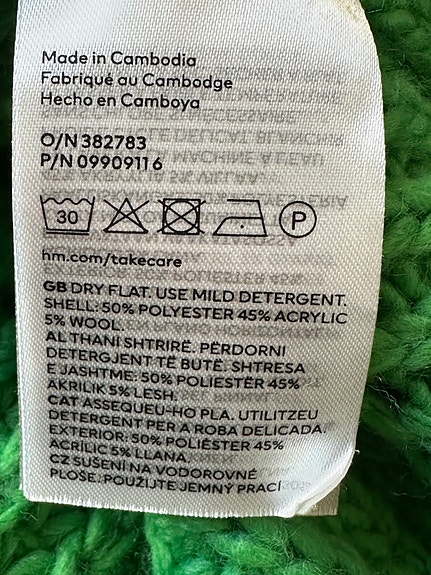 Made in Cambodia
Fabriqué au Cambodge
Hecho en Camboya
O/N 382783
P/N 0990911 6
30
P
hm.com/takecare
GB DRY FLAT. USE MILD DETERGENT.
SHELL: 50% POLYESTER 45% ACRYLIC
5% WOOL.
AL THANI SHTRIRË. PËRDORNI
DETERGJENT TË BUTË. SHTRESA
E JASHTME: 50% POLIESTËR 45%
AKRILIK 5% LESH.
CAT ASSEQUEU-HO PLA. UTILITZEU
DETERGENT PER A ROBA DELICADA.
EXTERIOR: 50% POLIÈSTER 45%
ACRÍLIC 5% LLANA.
CZ SUŠENÍ NA VODOROVNÉ
PLOŠE. POUŽIJTE JEMNÝ PRACÍ